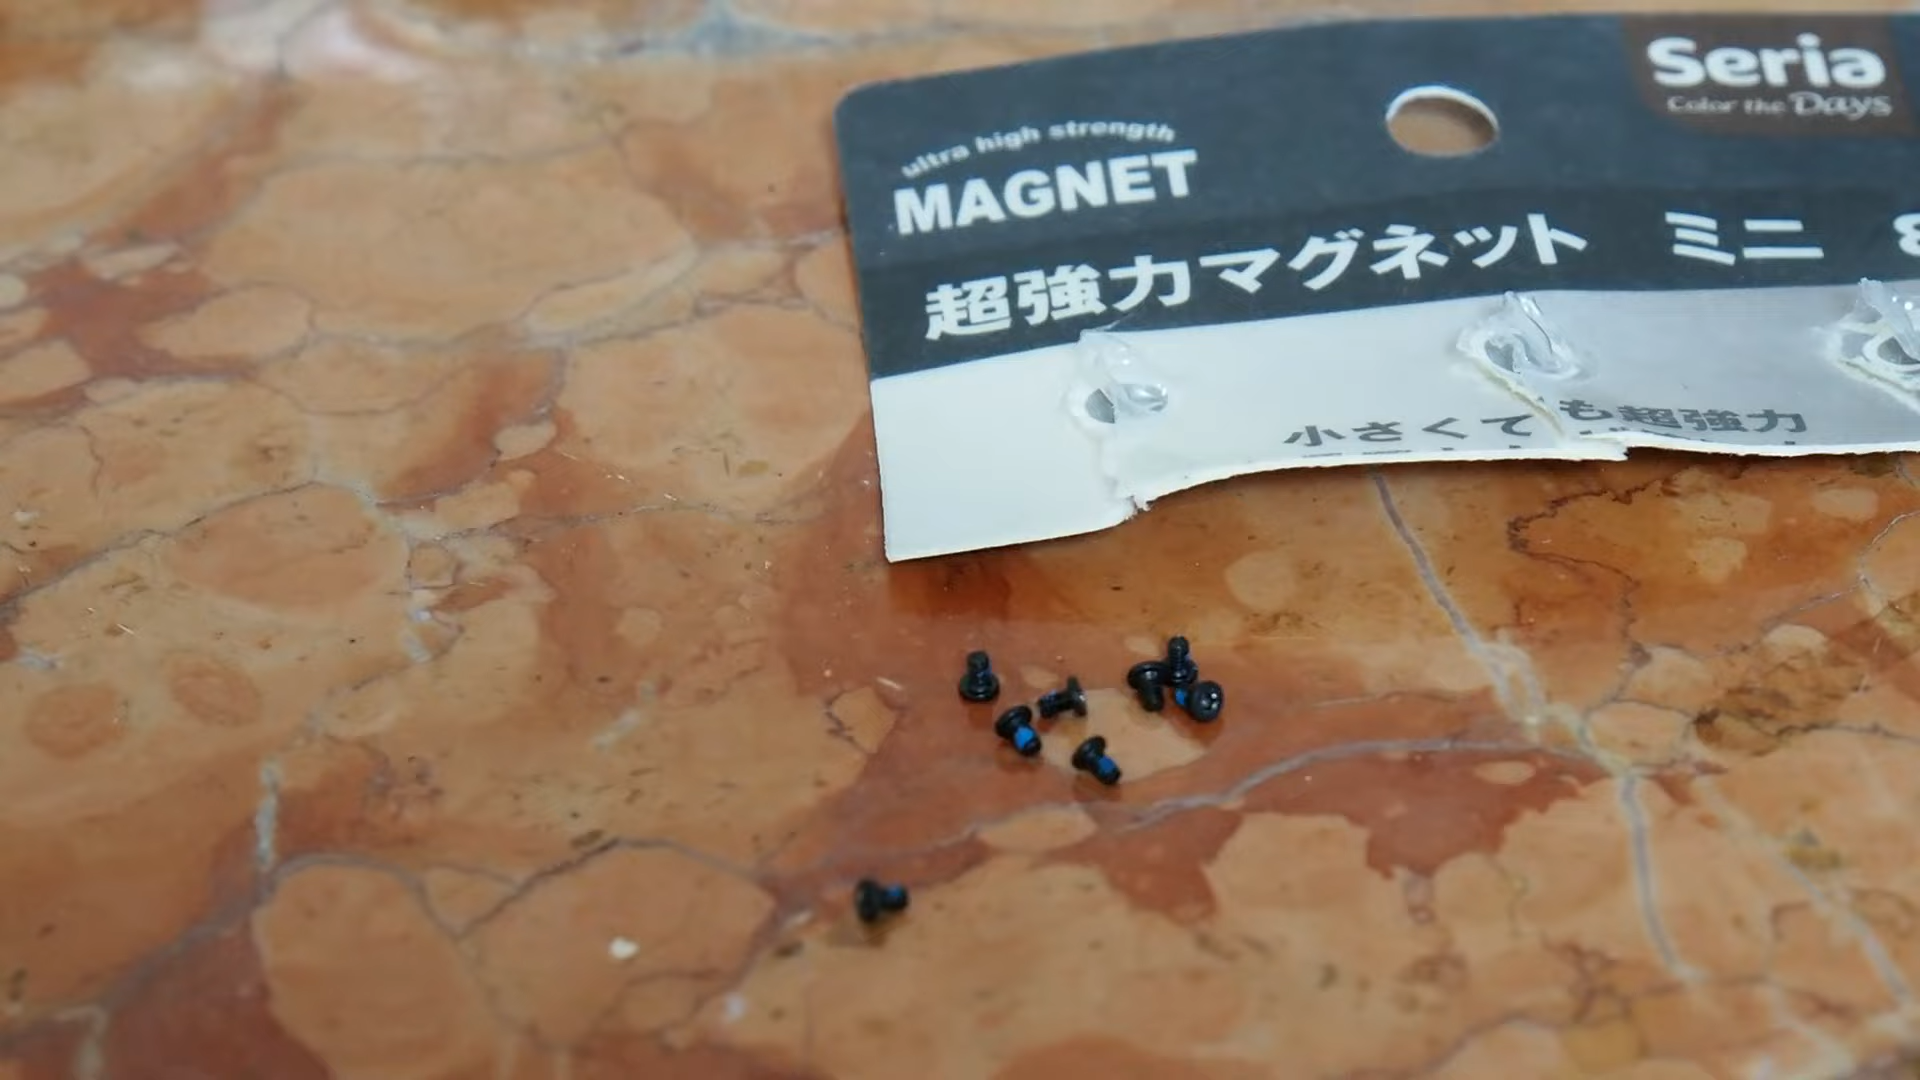 Seria
Color the Days
ultra high strength
MAGNET
超強力マグネット ミニ
小さくても超強力